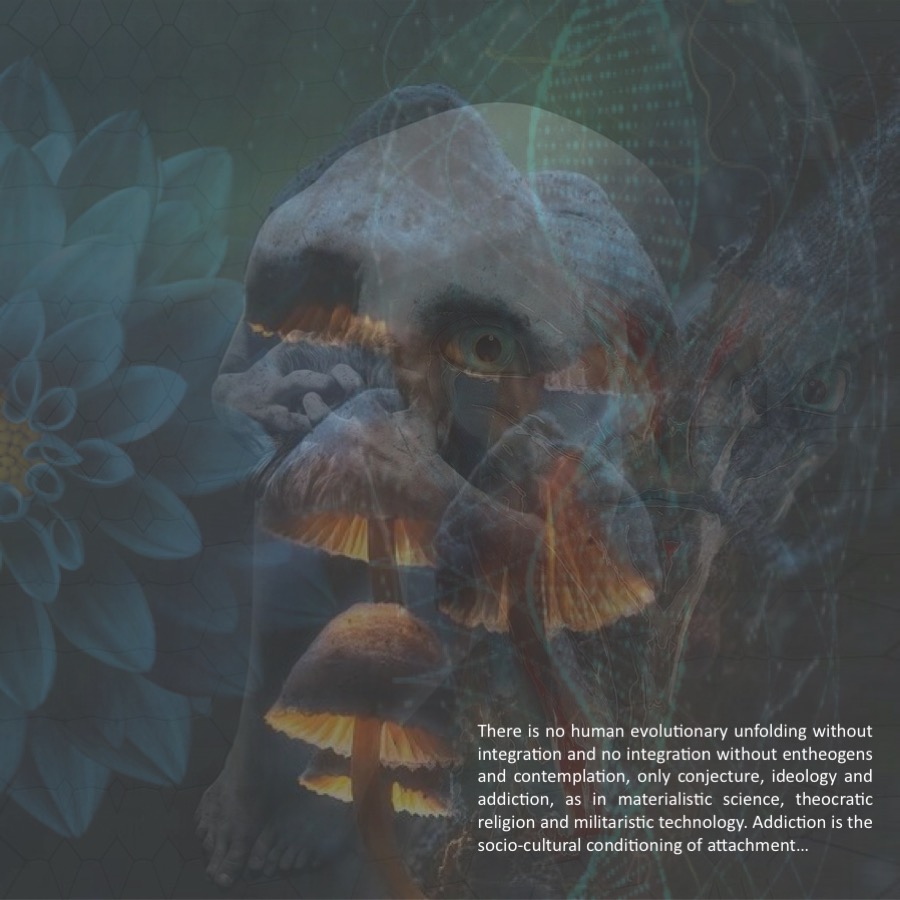 There is no human evolutionary unfolding without
integration and no integration without entheogens
and contemplation, only conjecture, ideology and
addiction, as in materialistic science, theocratic
religion and militaristic technology. Addiction is the
socio-cultural conditioning of attachment...